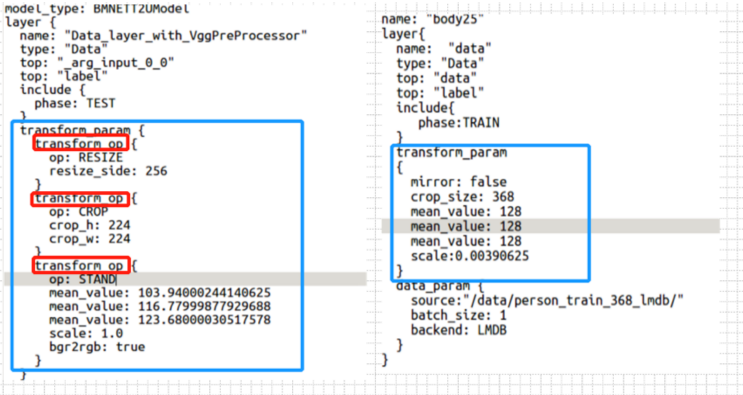 model_type: BMNETT2UModel
layer {
name: "Data_layer_with_VggPreProcessor"
type: "Data"
top: "_arg_input_0_0"
top: "label"
include {
phase: TEST
}
transform_param {
transform_op {
op: RESIZE
resize_side: 256
}
transform_op {
op: CROP
crop_h: 224
crop_w: 224
}
transform_op {
op: STAND
mean_value: 103.94000244140625
mean_value: 116.77999877929688
mean_value: 123.68000030517578
scale: 1.0
bgr2rgb: true
}
}
name: "body25"
layer{
name: "data"
type: "Data"
top: "data"
top: "label"
include{
phase:TRAIN
}
transform_param
{
mirror: false
crop_size: 368
mean_value: 128
mean_value: 128
mean_value: 128
scale:0.00390625
}
data_param {
source:"/data/person_train_368_lmdb/"
batch_size: 1
backend: LMDB
}
}